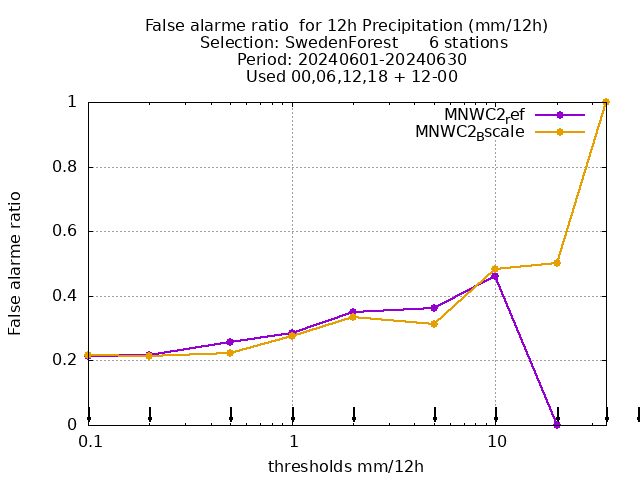 False alarme ratio  for 12h Precipitation (mm/12h)
Selection: SwedenForest      6 stations
Period: 20240601-20240630
Used 00,06,12,18 + 12-00
MNWC2ref
MNWC2Bscale
1
0.8
0.6
0.4
0.2
0
False alarme ratio
0.1
1
10
thresholds mm/12h